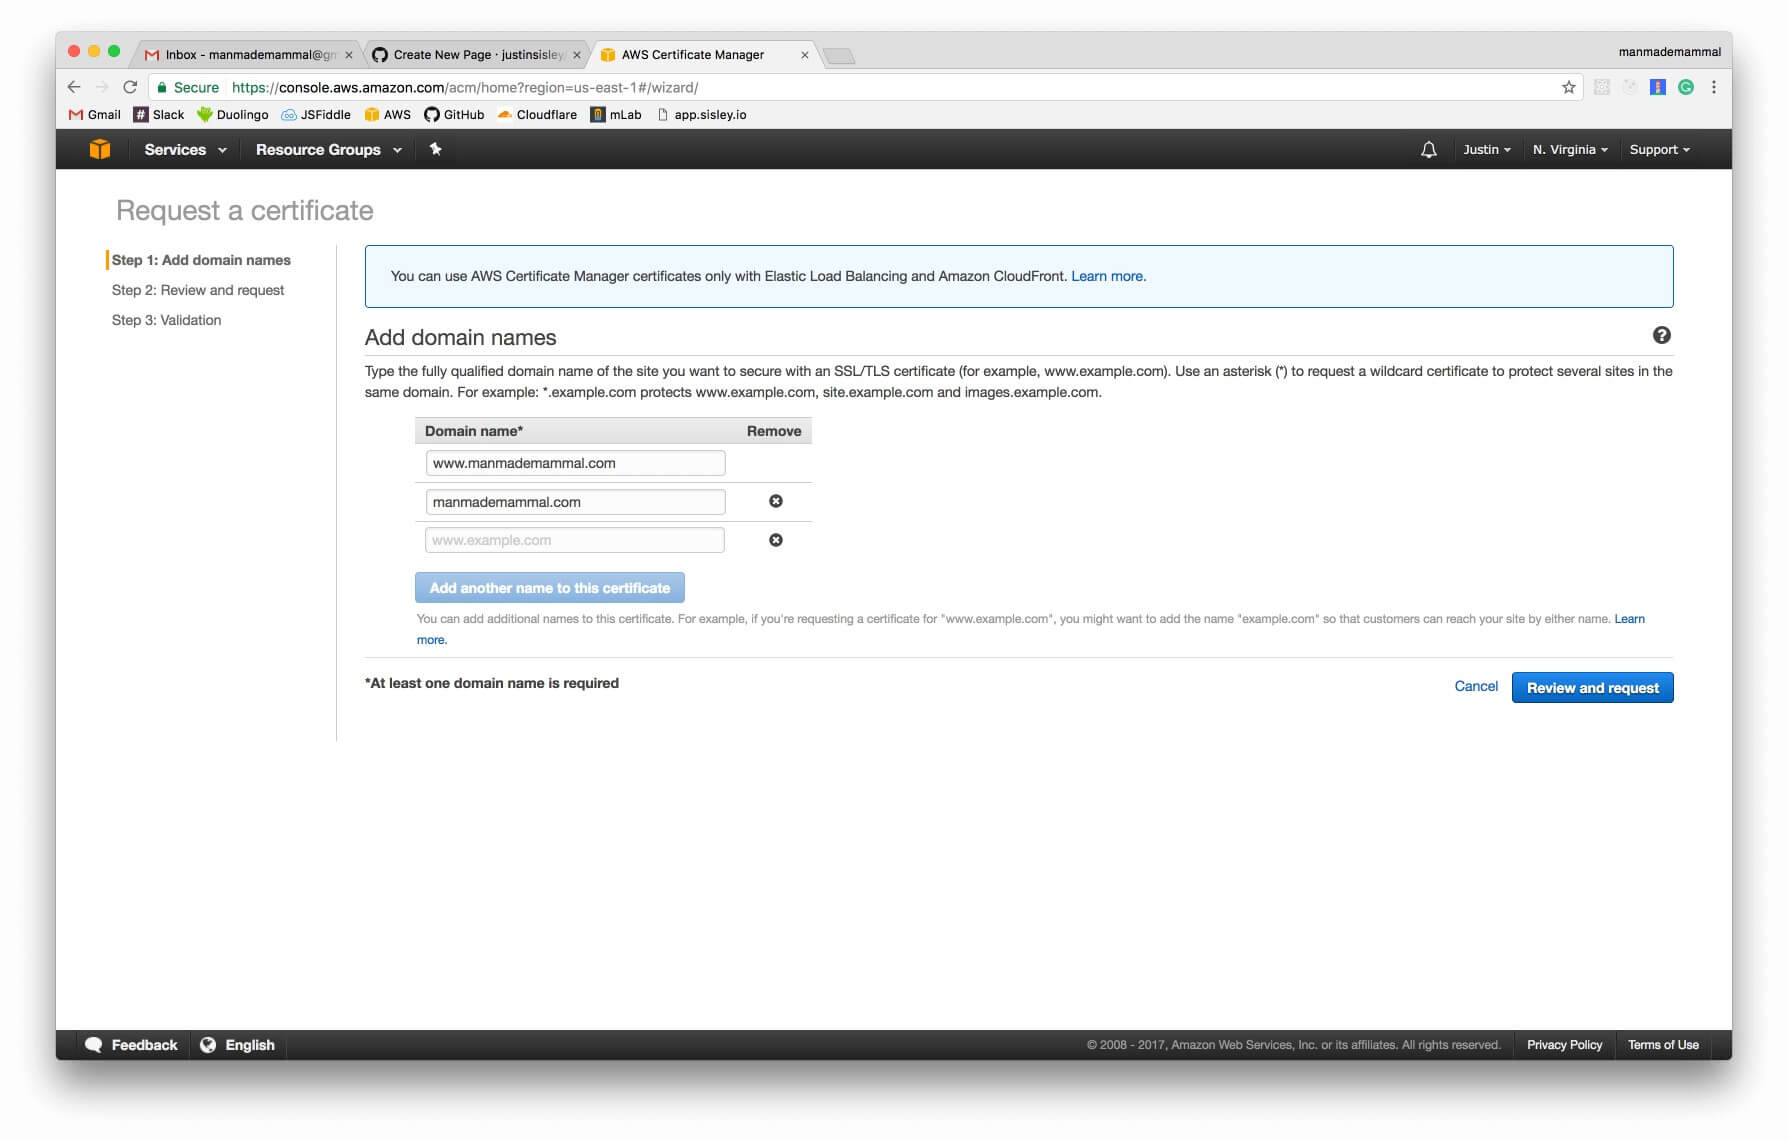 Inbox - manmademammal@gm
Create New Page · justinsisley/
AWS Certificate Manager
manmademammal
Secure
https://console.aws.amazon.com/acm/home?region=us-east-1#/wizard/
Gmail
Slack
Duolingo
JSFiddle
AWS
GitHub
Cloudflare
mLab
app.sisley.io
Services
Resource Groups
Justin
N. Virginia
Support
Request a certificate
Step 1: Add domain names
Step 2: Review and request
Step 3: Validation
You can use AWS Certificate Manager certificates only with Elastic Load Balancing and Amazon CloudFront. Learn more.
Add domain names
Type the fully qualified domain name of the site you want to secure with an SSL/TLS certificate (for example, www.example.com). Use an asterisk (*) to request a wildcard certificate to protect several sites in the
same domain. For example: *.example.com protects www.example.com, site.example.com and images.example.com.
Domain name*
Remove
www.manmademammal.com
manmademammal.com
www.example.com
Add another name to this certificate
You can add additional names to this certificate. For example, if you're requesting a certificate for "www.example.com", you might want to add the name "example.com" so that customers can reach your site by either name. Learn
more.
*At least one domain name is required
Cancel
Review and request
Feedback
English
© 2008 - 2017, Amazon Web Services, Inc. or its affiliates. All rights reserved.
Privacy Policy
Terms of Use